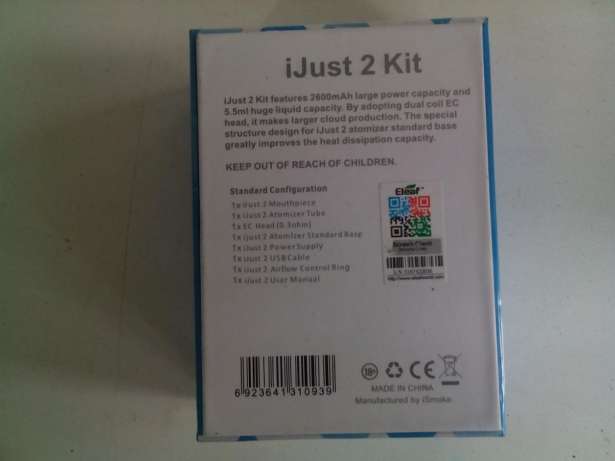 iJust 2 Kit
iJust 2 Kit features 2600mAh large power capacity and
5.5ml huge liquid capacity. By adopting dual coil EC
head, it makes larger cloud production. The special
structure design for iJust 2 atomizer standard base
greatly improves the heat dissipation capacity.
KEEP OUT OF REACH OF CHILDREN.
Standard Configuration
1x iJust 2 Mouthpiece
1x iJust 2 Atomizer Tube
1x EC Head (0.3ohm)
1x iJust 2 Atomizer Standard Base
1x iJust 2 Power Supply
1x iJust 2 USB Cable
1x iJust 2 Airflow Control Ring
1x iJust 2 User Manual
Eleaf
6 923641 310939
18+
CE
MADE IN CHINA
Manufactured by iSmoka